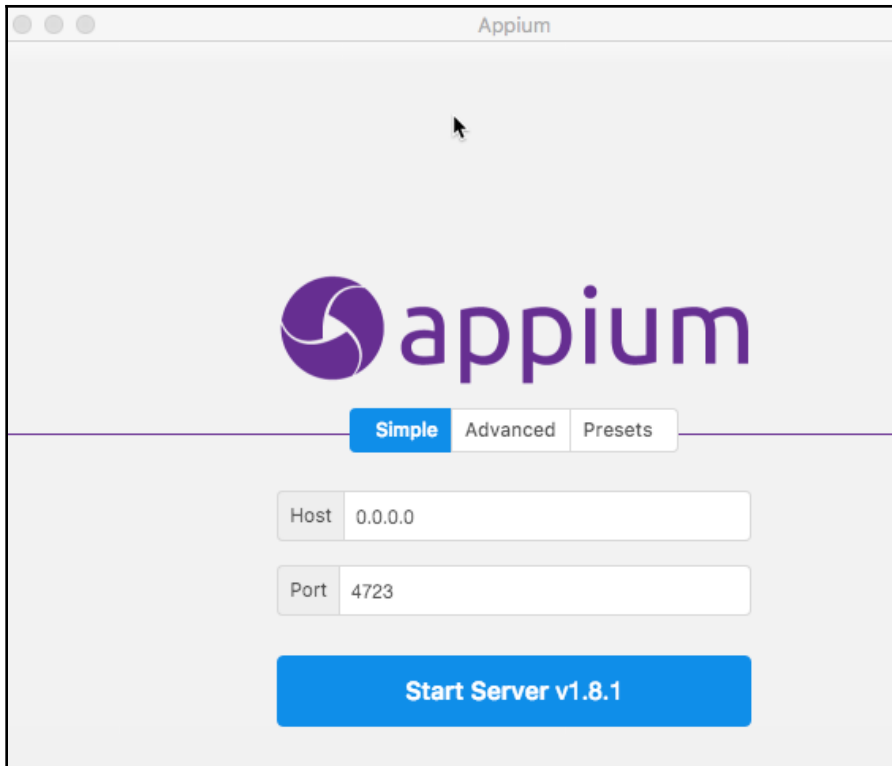 Appium
appium
Simple Advanced Presets
Host 0.0.0.0
Port 4723
Start Server v1.8.1